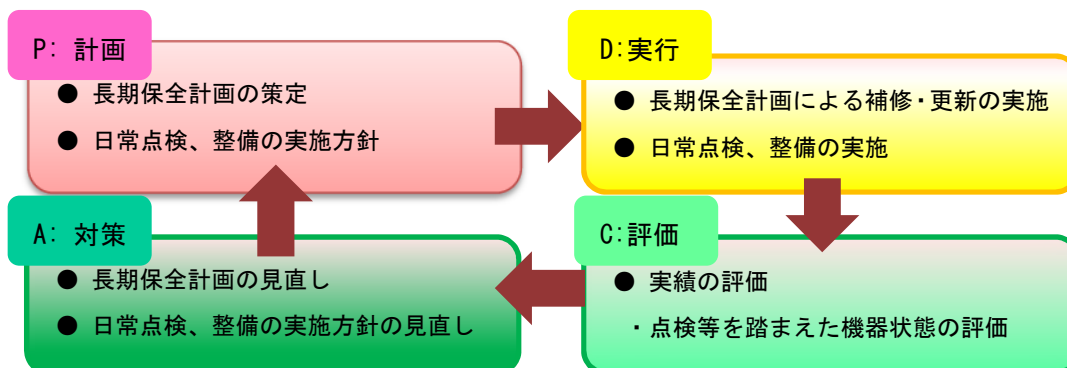 P: 計画
● 長期保全計画の策定
● 日常点検、整備の実施方針
D:実行
● 長期保全計画による補修・更新の実施
● 日常点検、整備の実施
C:評価
● 実績の評価
・点検等を踏まえた機器状態の評価
A: 対策
● 長期保全計画の見直し
● 日常点検、整備の実施方針の見直し